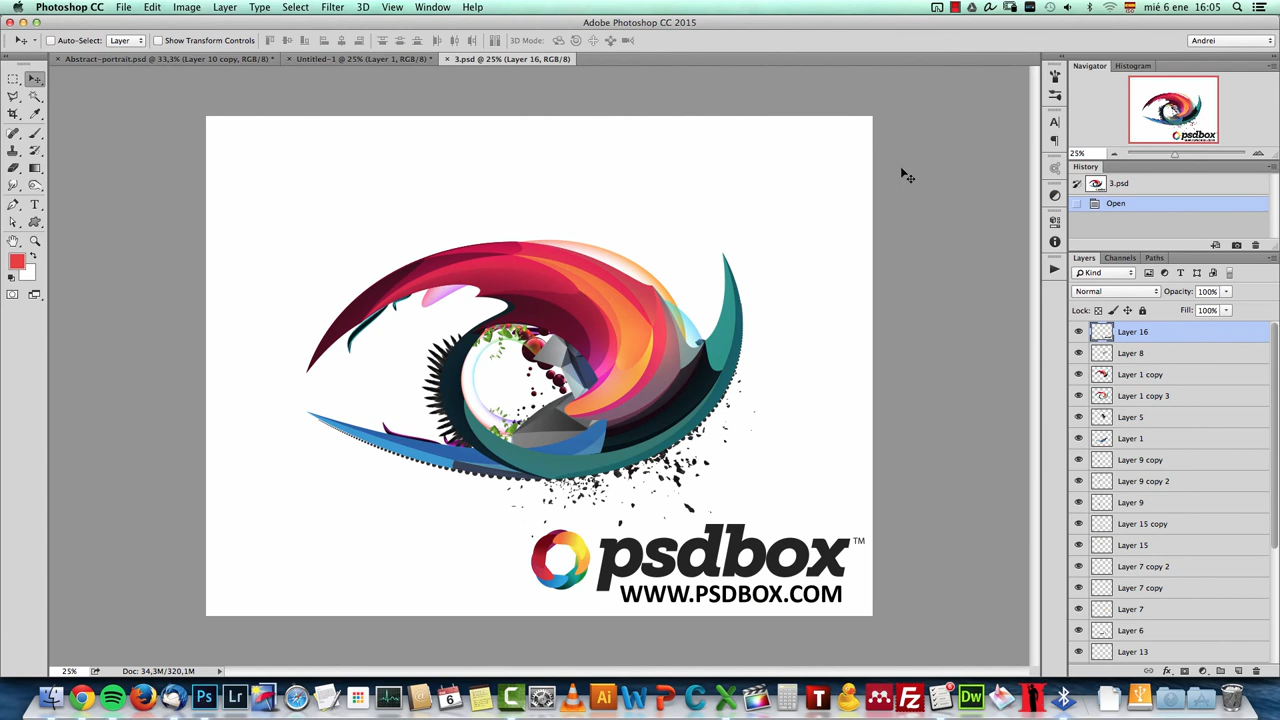 Photoshop CC File Edit Image Layer Type Select Filter 3D View Window Help mié 6 ene 16:05
Adobe Photoshop CC 2015
Auto-Select: Layer Show Transform Controls 3D Mode: Andrei
× Abstract-portrait.psd @ 33,3% (Layer 10 copy, RGB/8) * × Untitled-1 @ 25% (Layer 1, RGB/8) * × 3.psd @ 25% (Layer 16, RGB/8)
Navigator Histogram
psdbox
25%
History
3.psd
Open
Layers Channels Paths
Kind
Normal Opacity: 100%
Lock: Fill: 100%
Layer 16
Layer 8
Layer 1 copy
Layer 1 copy 3
Layer 5
Layer 1
Layer 9 copy
Layer 9 copy 2
Layer 9
Layer 15 copy
Layer 15
Layer 7 copy 2
Layer 7 copy
Layer 7
Layer 6
Layer 13
psdbox™
WWW.PSDBOX.COM
25% Doc: 34,3M/320,1M
Ps Lr Ai W P C X T Fz Dw